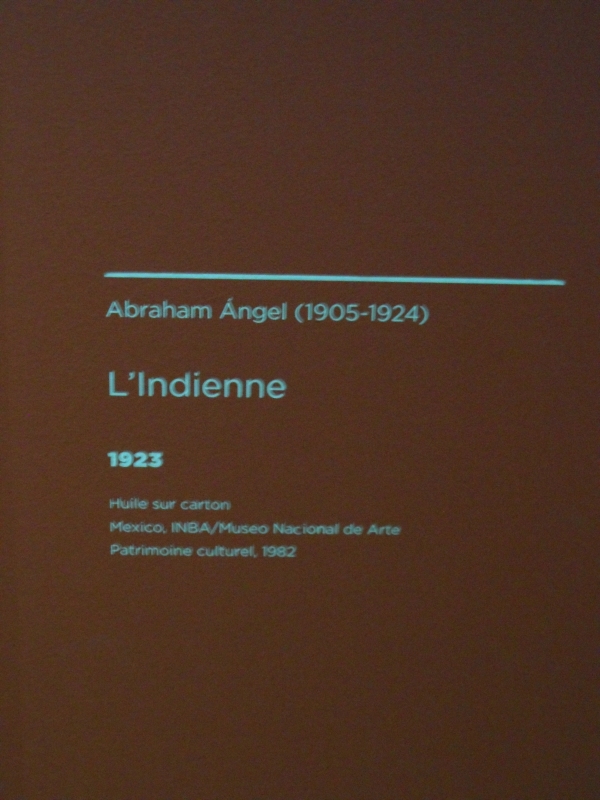 Abraham Ángel (1905-1924)
L'Indienne
1923
Huile sur carton
Mexico, INBA/Museo Nacional de Arte
Patrimoine culturel, 1982